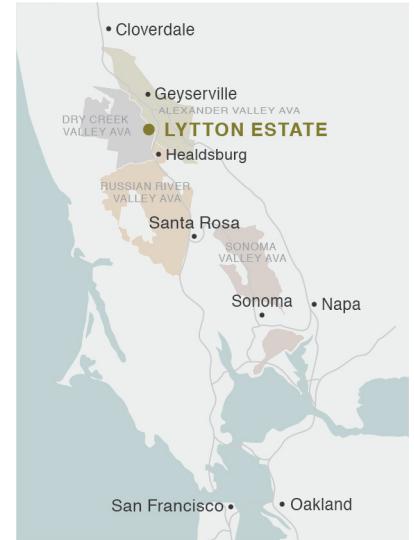 Cloverdale
Geyserville
ALEXANDER VALLEY AVA
DRY CREEK
VALLEY AVA
LYTTON ESTATE
Healdsburg
RUSSIAN RIVER
VALLEY AVA
Santa Rosa
SONOMA
VALLEY AVA
Sonoma
Napa
San Francisco
Oakland